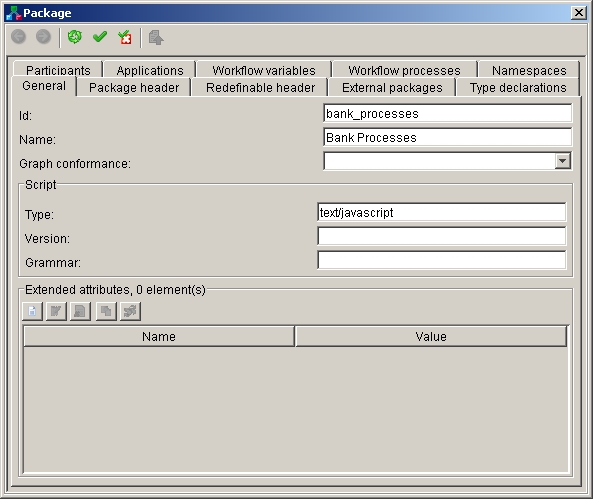 Package
Participants Applications Workflow variables Workflow processes Namespaces
General Package header Redefinable header External packages Type declarations
Id: bank_processes
Name: Bank Processes
Graph conformance:
Script
Type: text/javascript
Version:
Grammar:
Extended attributes, 0 element(s)
Name Value